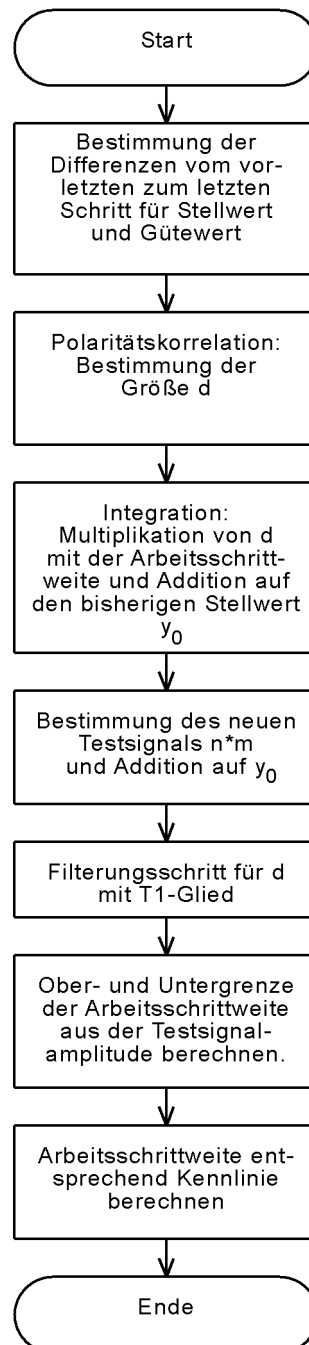 Start
Bestimmung der
Differenzen vom vor-
letzten zum letzten
Schritt für Stellwert
und Gütewert
Polaritätskorrelation:
Bestimmung der
Größe d
Integration:
Multiplikation von d
mit der Arbeitsschritt-
weite und Addition auf
den bisherigen Stellwert
y0
Bestimmung des neuen
Testsignals n*m
und Addition auf y0
Filterungsschritt für d
mit T1-Glied
Ober- und Untergrenze
der Arbeitsschrittweite
aus der Testsignal-
amplitude berechnen.
Arbeitsschrittweite ent-
sprechend Kennlinie
berechnen
Ende